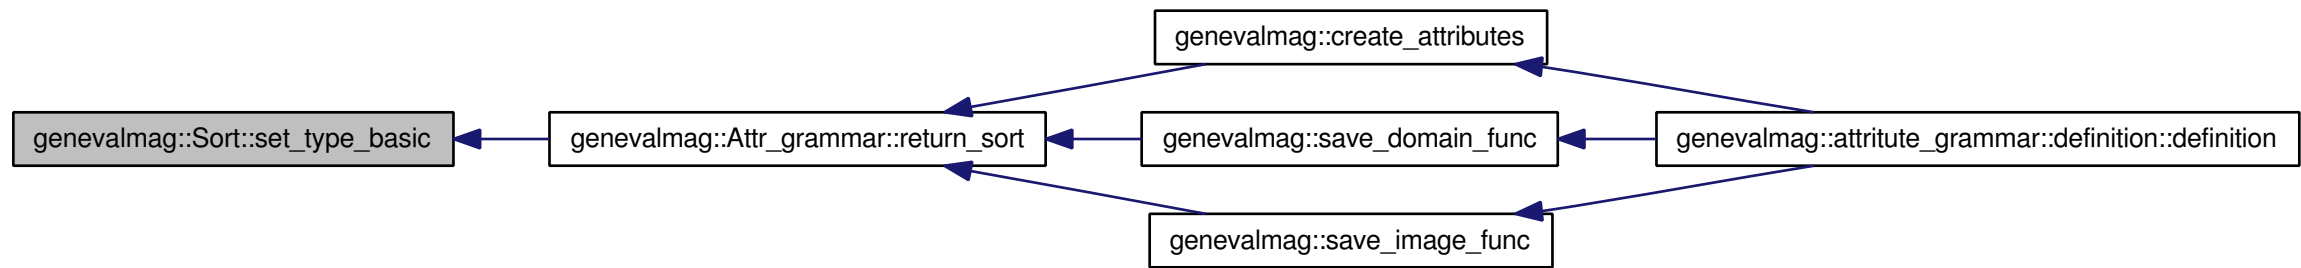 genevalmag::create_attributes
genevalmag::Sort::set_type_basic
genevalmag::Attr_grammar::return_sort
genevalmag::save_domain_func
genevalmag::attritute_grammar::definition::definition
genevalmag::save_image_func